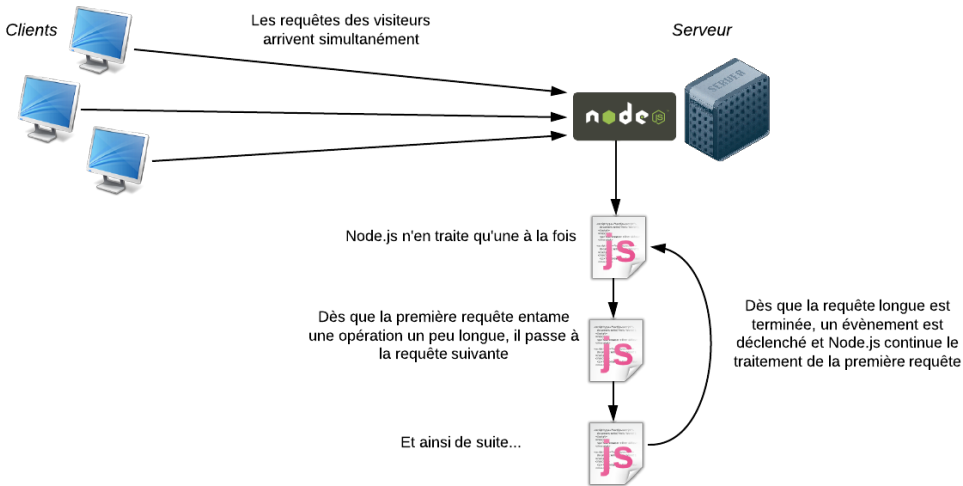 Clients
Les requêtes des visiteurs
arrivent simultanément
Serveur
SERVER
node
JS
Node.js n'en traite qu'une à la fois
js
Dès que la première requête entame
une opération un peu longue, il passe à
la requête suivante
js
Dès que la requête longue est
terminée, un évènement est
déclenché et Node.js continue le
traitement de la première requête
Et ainsi de suite...
js